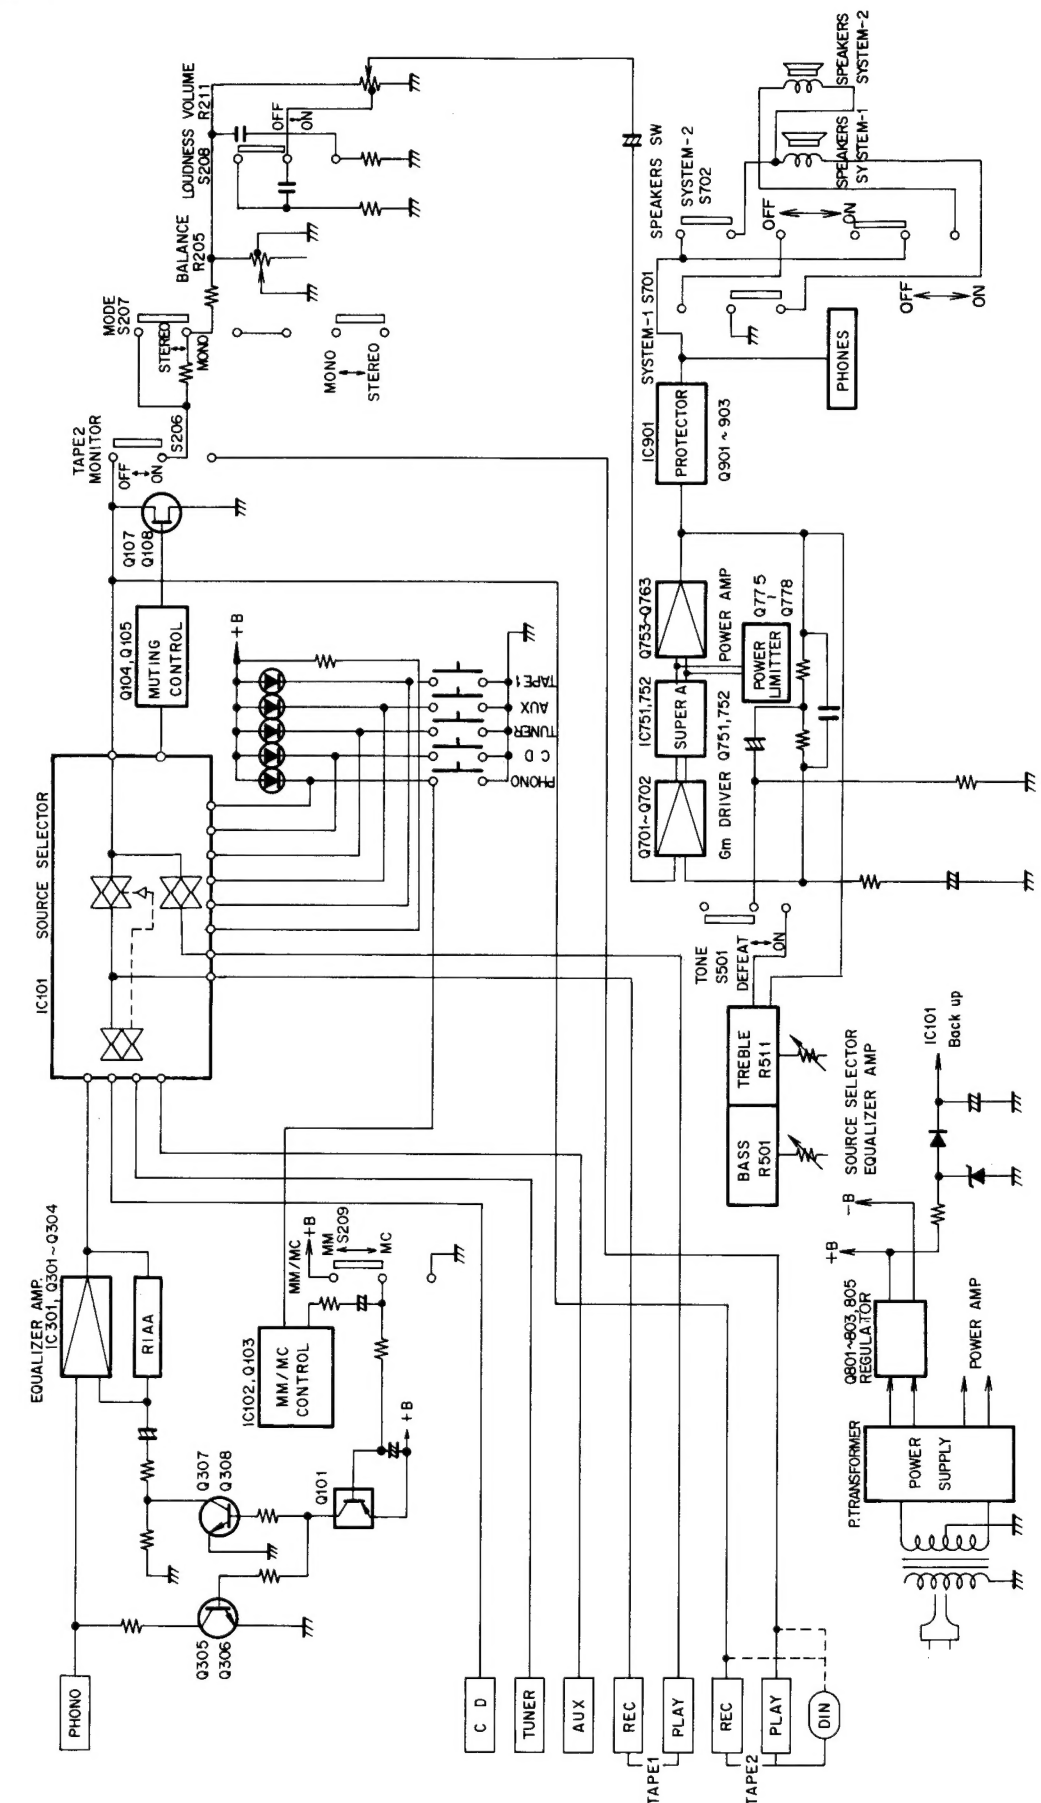 PHONO
Q305
Q306
EQUALIZER AMP.
IC301, Q301~Q304
RIAA
Q307
Q308
Q101
IC102, Q103
MM/MC
CONTROL
MM/MC
+B
MM
MC
S209
+B
IC101 SOURCE SELECTOR
Q104, Q105
MUTING
CONTROL
Q107
Q108
+B
PHONO
C D
TUNER
AUX
TAPE 1
TAPE2
MONITOR
OFF
ON
S206
MODE
S207
STEREO
MONO
MONO
STEREO
BALANCE
R205
LOUDNESS
S208
VOLUME
R211
OFF
ON
C D
TUNER
AUX
REC
PLAY
TAPE1
REC
PLAY
TAPE2
DIN
BASS
R501
TREBLE
R511
TONE
S501
DEFEAT
ON
Q701~Q702
Gm DRIVER
IC751,752
SUPER A
Q751,752
Q753~Q763
POWER AMP
POWER
LIMITTER
Q775
~
Q778
IC901
PROTECTOR
Q901~903
PHONES
SPEAKERS SW
SYSTEM-1 S701
SYSTEM-2
S702
OFF
ON
OFF
ON
SPEAKERS
SYSTEM-1
SPEAKERS
SYSTEM-2
P.TRANSFORMER
POWER
SUPPLY
Q801~803,805
REGULATOR
POWER AMP
+B
-B
SOURCE SELECTOR
EQUALIZER AMP
IC101
Back up